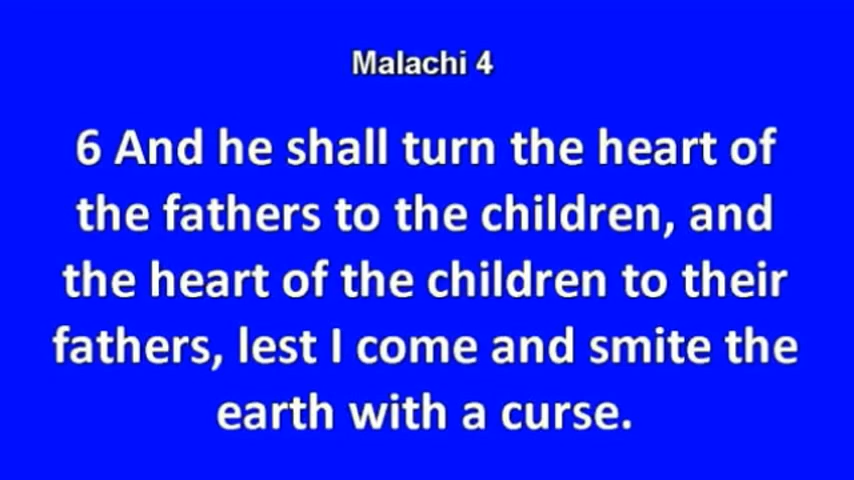 Malachi 4
6 And he shall turn the heart of
the fathers to the children, and
the heart of the children to their
fathers, lest I come and smite the
earth with a curse.